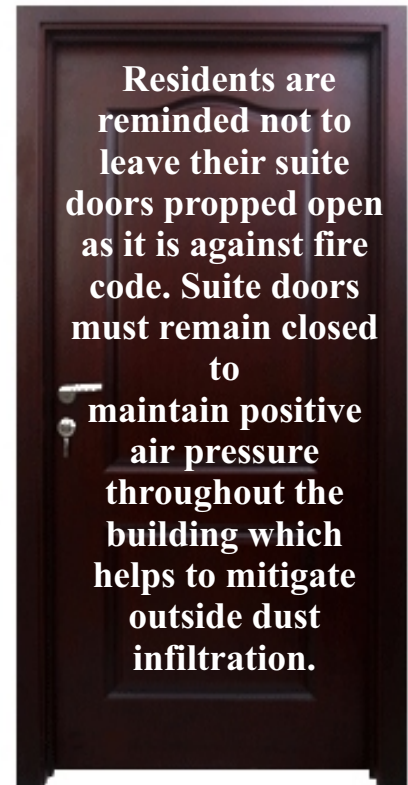 Residents are
reminded not to
leave their suite
doors propped open
as it is against fire
code. Suite doors
must remain closed
to
maintain positive
air pressure
throughout the
building which
helps to mitigate
outside dust
infiltration.